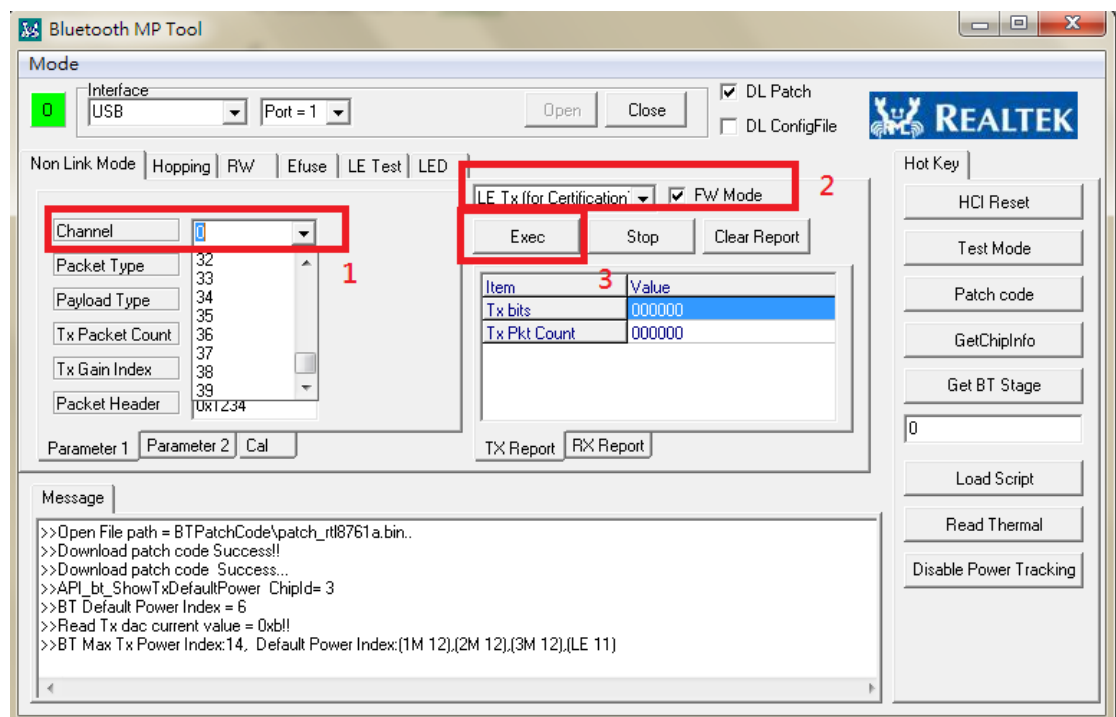 Bluetooth MP Tool
Mode
0
Interface
USB
Port = 1
Open
Close
DL Patch
DL ConfigFile
REALTEK
Non Link Mode Hopping RW Efuse LE Test LED
Hot Key
LE Tx (for Certification) FW Mode 2
HCI Reset
Channel 0 1
Exec Stop Clear Report
3
Test Mode
Packet Type
32
33
34
35
36
37
38
39
Payload Type
Tx Packet Count
Tx Gain Index
Packet Header
0x1234
Item Value
Tx bits 000000
Tx Pkt Count 000000
Patch code
GetChipInfo
Get BT Stage
0
Parameter 1 Parameter 2 Cal
TX Report RX Report
Load Script
Read Thermal
Disable Power Tracking
Message
>>Open File path = BTPatchCode\patch_rtl8761a.bin..
>>Download patch code Success!!
>>Download patch code  Success...
>>API_bt_ShowTxDefaultPower  ChipId= 3
>>BT Default Power Index = 6
>>Read Tx dac current value = 0xb!!
>>BT Max Tx Power Index:14,  Default Power Index:(1M 12),(2M 12),(3M 12),(LE 11)